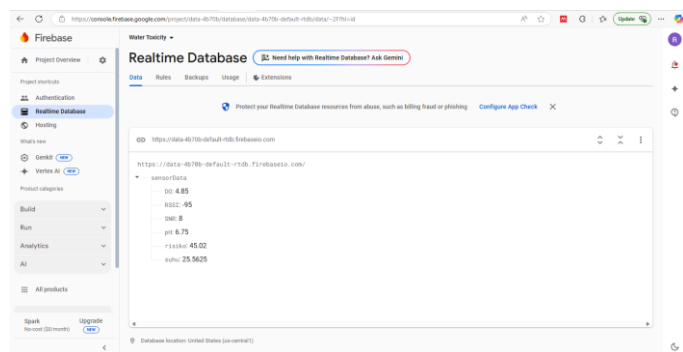 https://console.firebase.google.com/project/data-4b70b/database/data-4b70b-default-rtdb/data/~2F?hl=id
Update
Firebase
Project Overview
Project shortcuts
Authentication
Realtime Database
Hosting
What's new
Genkit NEW
Vertex AI NEW
Product categories
Build
Run
Analytics
AI
All products
Spark
No-cost ($0/month)
Upgrade
NEW
Water Toxicity
Realtime Database
Need help with Realtime Database? Ask Gemini
Data Rules Backups Usage Extensions
Protect your Realtime Database resources from abuse, such as billing fraud or phishing Configure App Check
https://data-4b70b-default-rtdb.firebaseio.com
https://data-4b70b-default-rtdb.firebaseio.com/
sensorData
DO: 4.85
RSSI: -95
SNR: 8
pH: 6.75
risiko: 45.02
suhu: 25.5625
Database location: United States (us-central1)
R